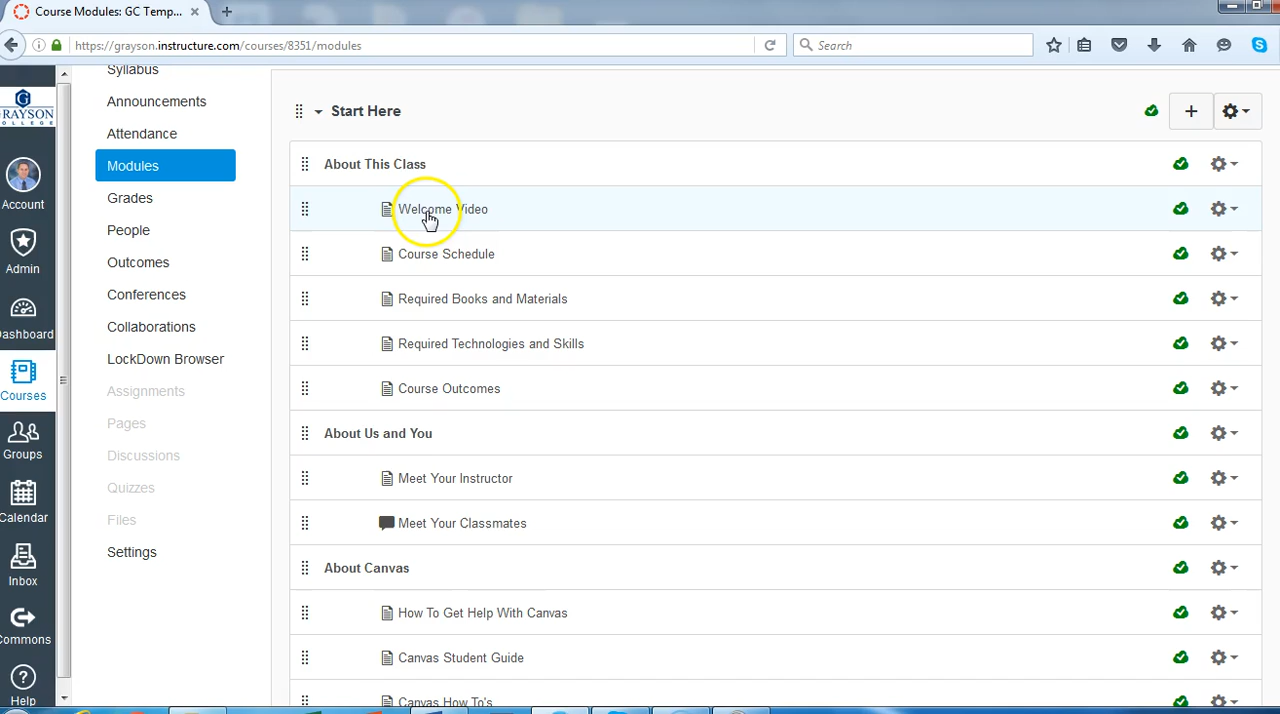 Course Modules: GC Temp...
https://grayson.instructure.com/courses/8351/modules
Search
GRAYSON
COLLEGE
Account
Admin
Dashboard
Courses
Groups
Calendar
Inbox
Commons
Help
Syllabus
Announcements
Attendance
Modules
Grades
People
Outcomes
Conferences
Collaborations
LockDown Browser
Assignments
Pages
Discussions
Quizzes
Files
Settings
Start Here
About This Class
Welcome Video
Course Schedule
Required Books and Materials
Required Technologies and Skills
Course Outcomes
About Us and You
Meet Your Instructor
Meet Your Classmates
About Canvas
How To Get Help With Canvas
Canvas Student Guide
Canvas How To's